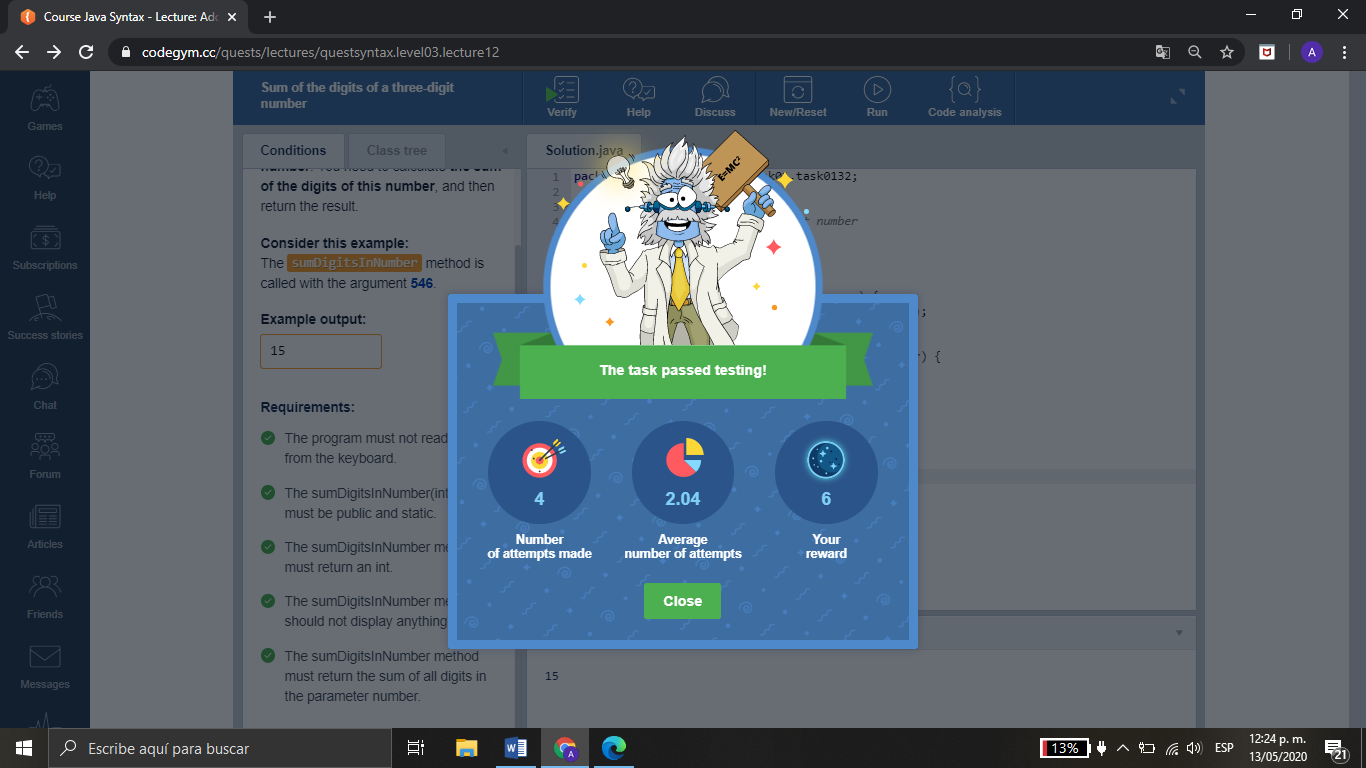 Course Java Syntax - Lecture: Ado
codegym.cc/quests/lectures/questsyntax.level03.lecture12
A
Games
Help
Subscriptions
Success stories
Chat
Forum
Articles
Friends
Messages
Sum of the digits of a three-digit
number
Verify
Help
Discuss
New/Reset
Run
Code analysis
Conditions
Class tree
of the digits of this number, and then
return the result.
Consider this example:
The sumDigitsInNumber method is
called with the argument 546.
Example output:
15
Requirements:
The program must not read
from the keyboard.
The sumDigitsInNumber(int
must be public and static.
The sumDigitsInNumber me
must return an int.
The sumDigitsInNumber me
should not display anything
The sumDigitsInNumber method
must return the sum of all digits in
the parameter number.
Solution.java
1
2
task0132;
number
) {
;
) {
15
E=MC²
The task passed testing!
4
Number
of attempts made
2.04
Average
number of attempts
6
Your
reward
Close
Escribe aquí para buscar
13%
ESP
12:24 p. m.
13/05/2020
21